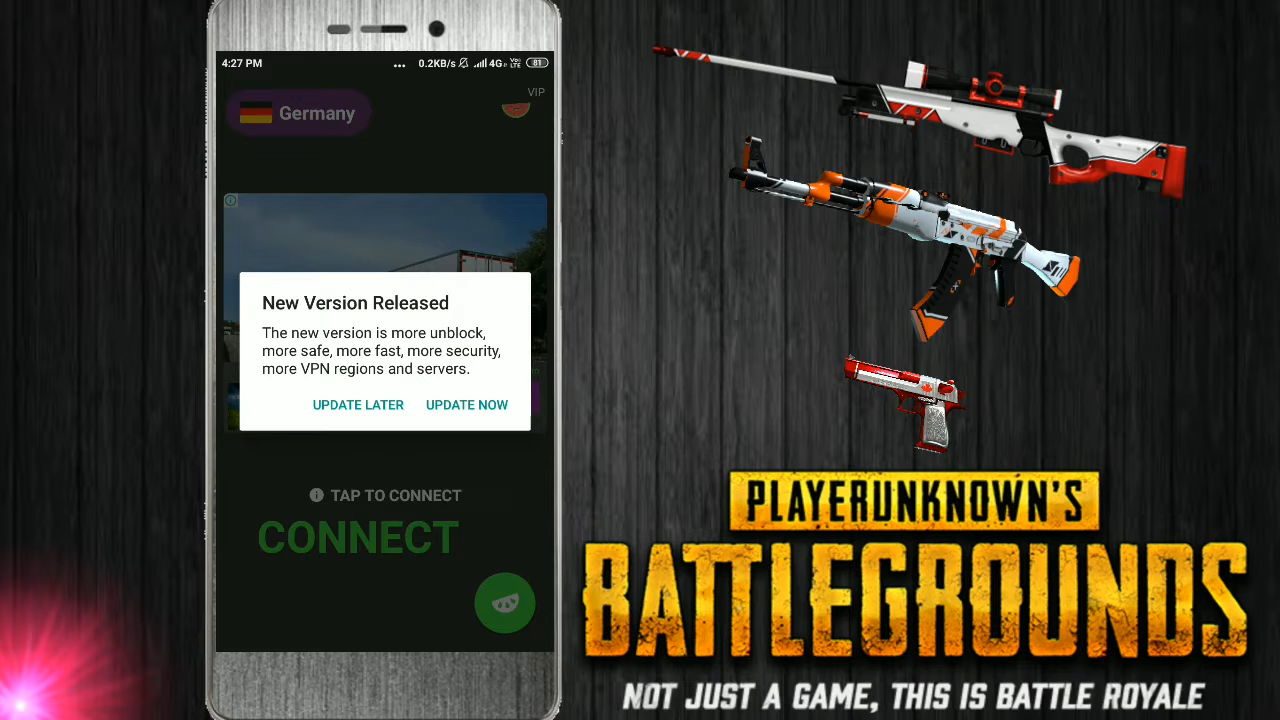 4:27 PM
... 0.2KB/s 4G Vo LTE 81
VIP
Germany
New Version Released
The new version is more unblock,
more safe, more fast, more security,
more VPN regions and servers.
UPDATE LATER UPDATE NOW
TAP TO CONNECT
CONNECT
PLAYERUNKNOWN'S
BATTLEGROUNDS
NOT JUST A GAME, THIS IS BATTLE ROYALE